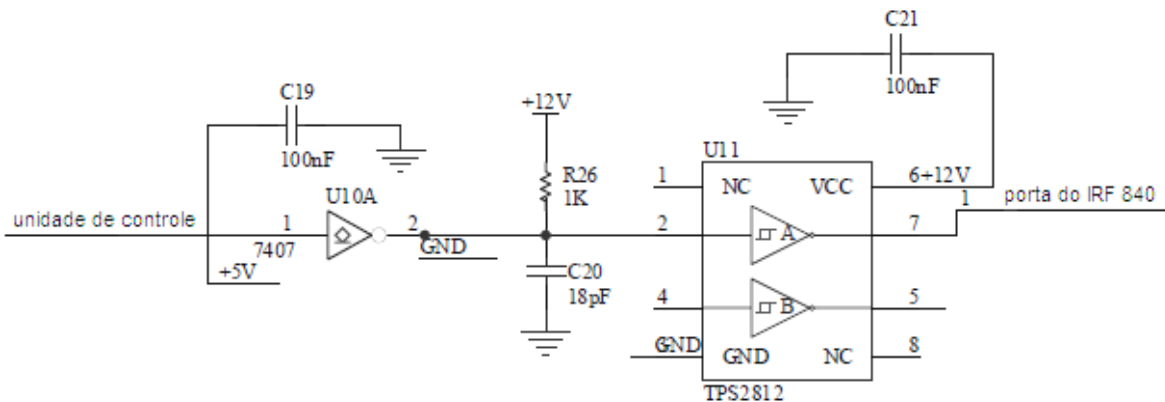 C21
100nF
C19
100nF
+12V
R26
1K
U11
NC
VCC
1
6+12V
1
porta do IRF 840
unidade de controle
1
U10A
7407
2
GND
+5V
2
A
7
C20
18pF
4
B
5
GND
GND
NC
8
TPS2812